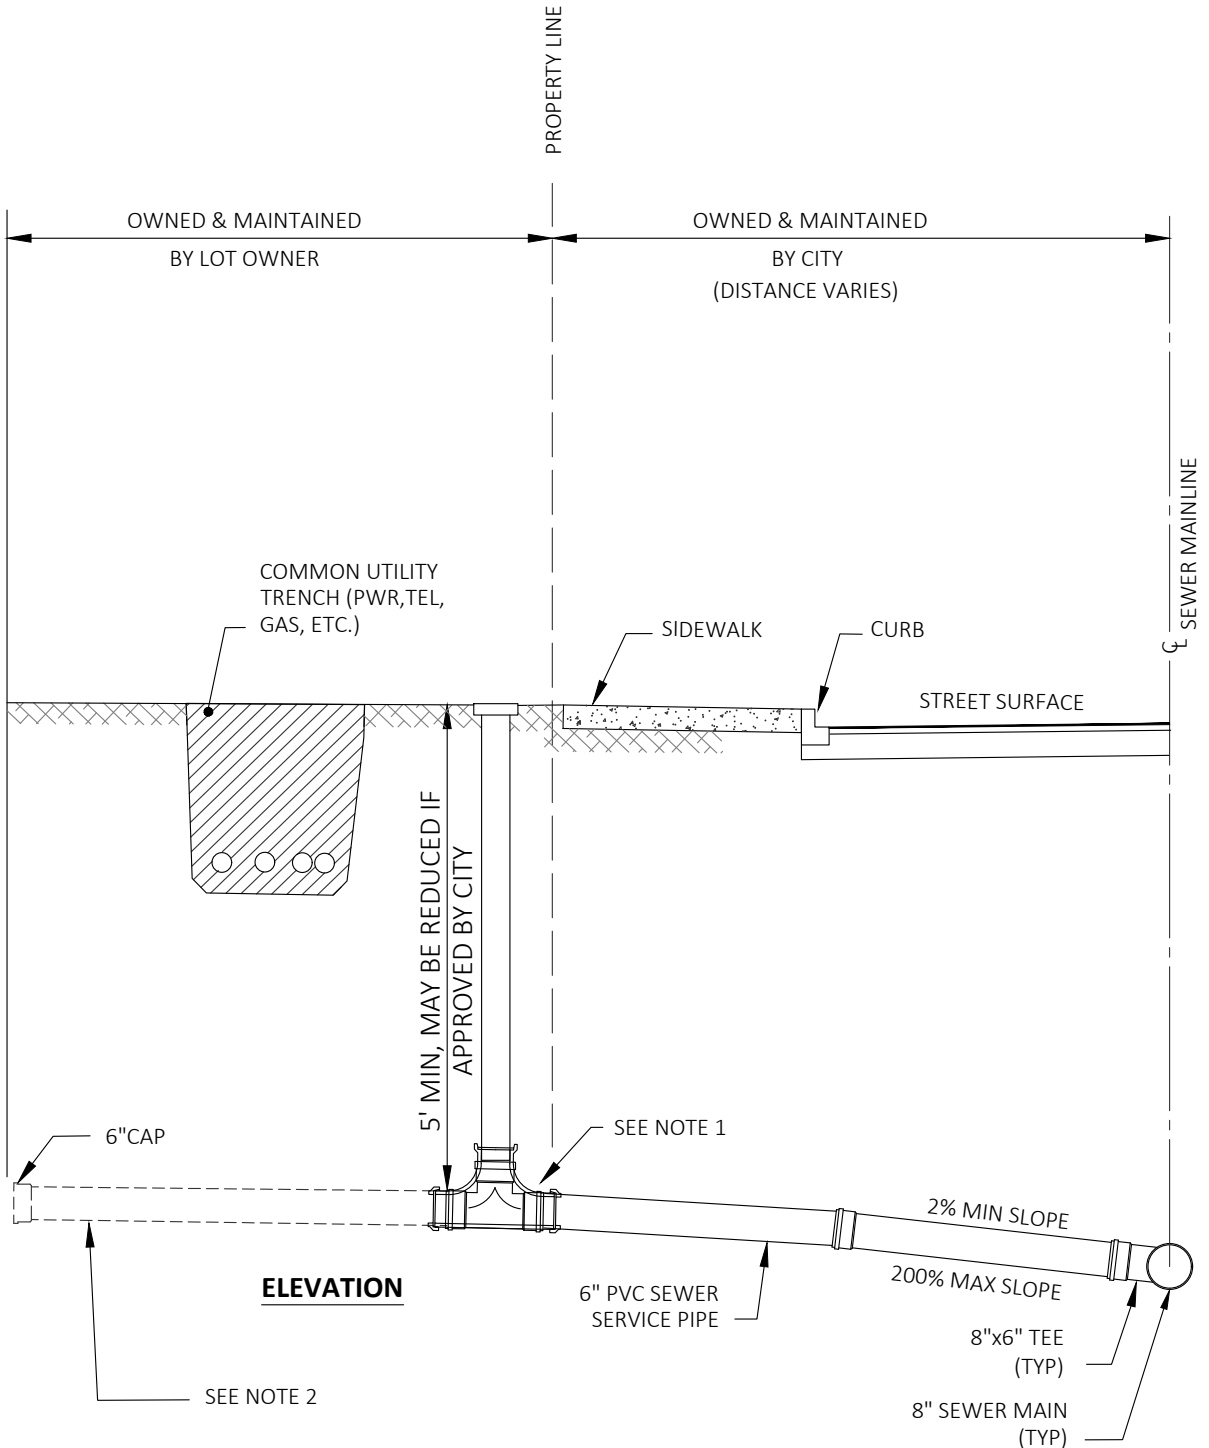 PROPERTY LINE
OWNED & MAINTAINED
BY LOT OWNER
OWNED & MAINTAINED
BY CITY
(DISTANCE VARIES)
℄ SEWER MAINLINE
COMMON UTILITY
TRENCH (PWR,TEL,
GAS, ETC.)
SIDEWALK
CURB
STREET SURFACE
5' MIN, MAY BE REDUCED IF
APPROVED BY CITY
6"CAP
SEE NOTE 1
2% MIN SLOPE
200% MAX SLOPE
ELEVATION
6" PVC SEWER
SERVICE PIPE
8"x6" TEE
(TYP)
SEE NOTE 2
8" SEWER MAIN
(TYP)